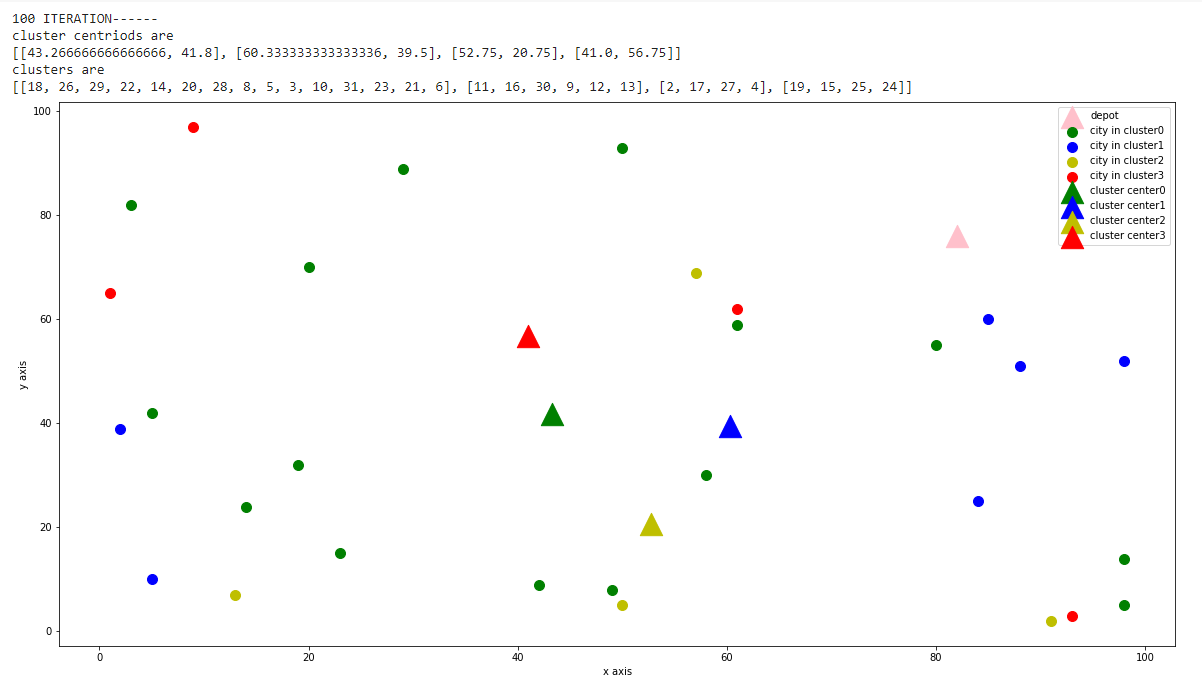 100 ITERATION------
cluster centriods are
[[43.266666666666666, 41.8], [60.333333333333336, 39.5], [52.75, 20.75], [41.0, 56.75]]
clusters are
[[18, 26, 29, 22, 14, 20, 28, 8, 5, 3, 10, 31, 23, 21, 6], [11, 16, 30, 9, 12, 13], [2, 17, 27, 4], [19, 15, 25, 24]]
100
80
60
40
20
0
y axis
depot
city in cluster0
city in cluster1
city in cluster2
city in cluster3
cluster center0
cluster center1
cluster center2
cluster center3
0 20 40 60 80 100
x axis